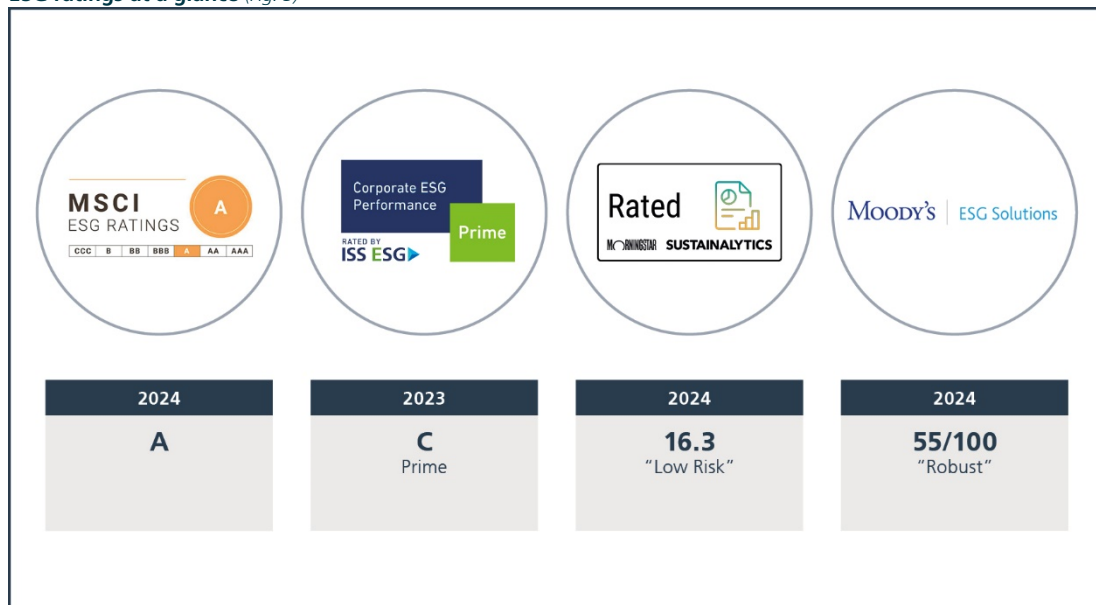 MSCI
ESG RATINGS
A
CCC B BB BBB A AA AAA
Corporate ESG
Performance
Prime
RATED BY
ISS ESG
Rated
MORNINGSTAR SUSTAINALYTICS
MOODY'S ESG Solutions
2024
A
2023
C
Prime
2024
16.3
"Low Risk"
2024
55/100
"Robust"